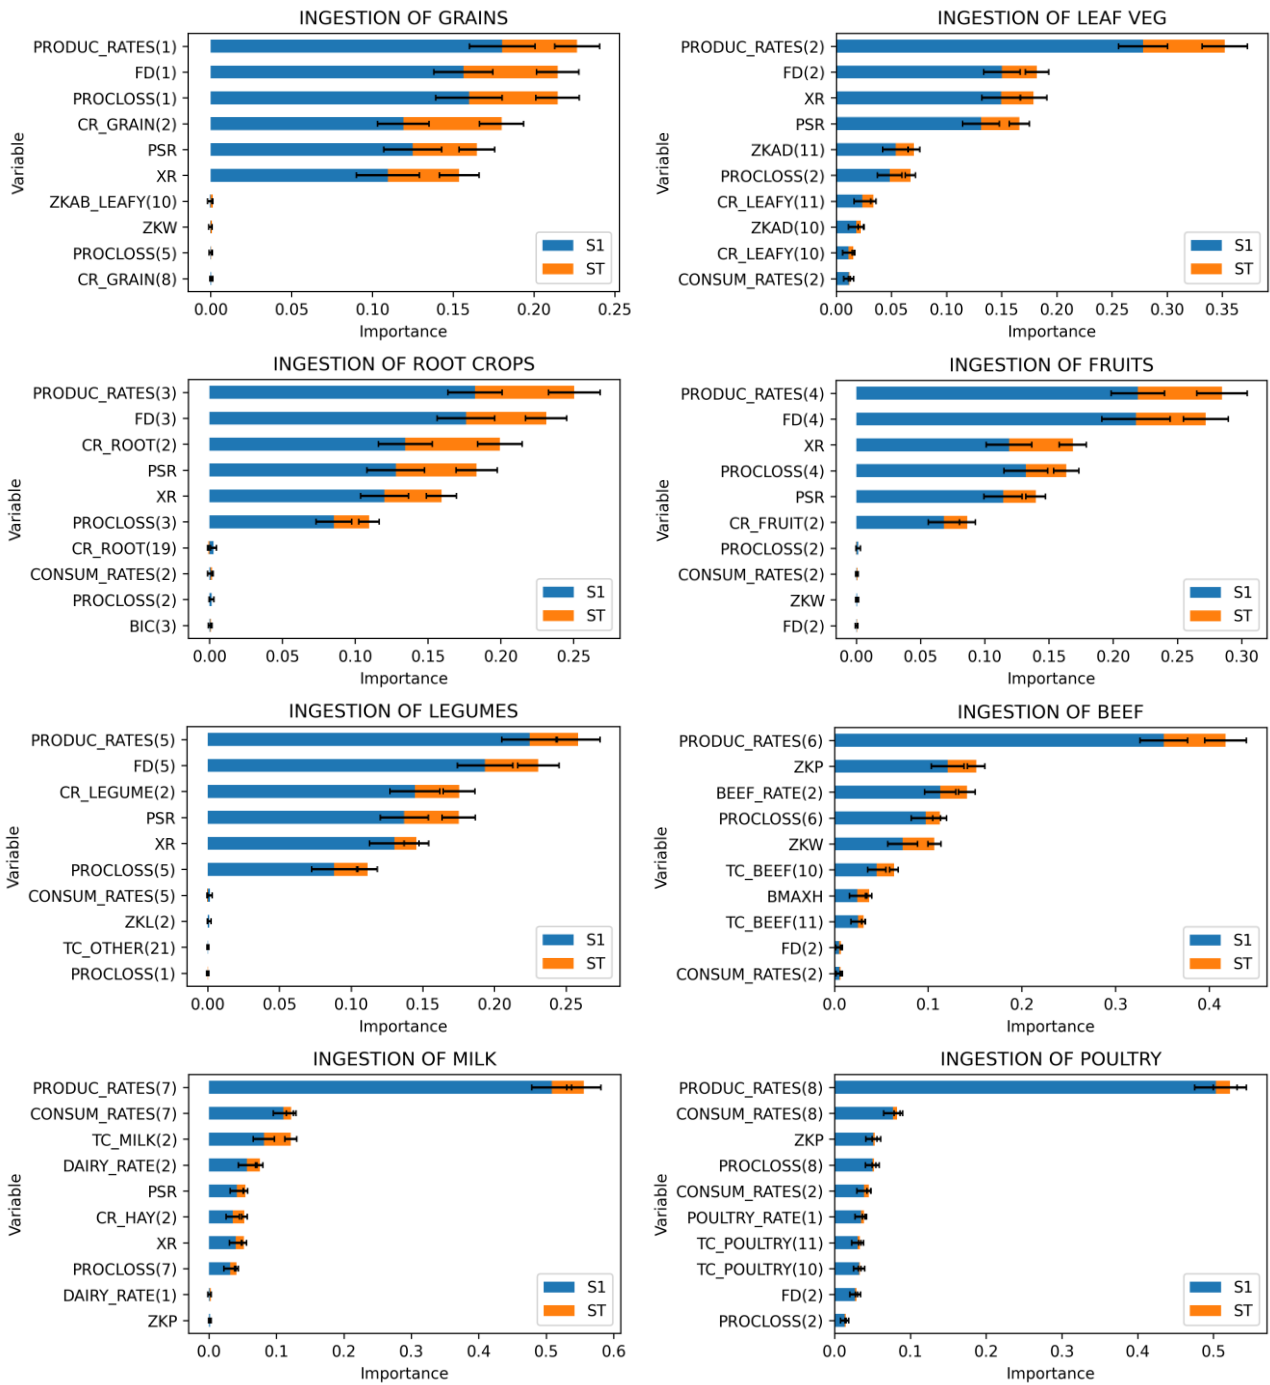 INGESTION OF GRAINS
PRODUC_RATES(1)
FD(1)
PROCLOSS(1)
CR_GRAIN(2)
PSR
XR
ZKAB_LEAFY(10)
ZKW
PROCLOSS(5)
CR_GRAIN(8)
Variable
S1
ST
0.00 0.05 0.10 0.15 0.20 0.25
Importance
INGESTION OF LEAF VEG
PRODUC_RATES(2)
FD(2)
XR
PSR
ZKAD(11)
PROCLOSS(2)
CR_LEAFY(11)
ZKAD(10)
CR_LEAFY(10)
CONSUM_RATES(2)
Variable
S1
ST
0.00 0.05 0.10 0.15 0.20 0.25 0.30 0.35
Importance
INGESTION OF ROOT CROPS
PRODUC_RATES(3)
FD(3)
CR_ROOT(2)
PSR
XR
PROCLOSS(3)
CR_ROOT(19)
CONSUM_RATES(2)
PROCLOSS(2)
BIC(3)
Variable
S1
ST
0.00 0.05 0.10 0.15 0.20 0.25
Importance
INGESTION OF FRUITS
PRODUC_RATES(4)
FD(4)
XR
PROCLOSS(4)
PSR
CR_FRUIT(2)
PROCLOSS(2)
CONSUM_RATES(2)
ZKW
FD(2)
Variable
S1
ST
0.00 0.05 0.10 0.15 0.20 0.25 0.30
Importance
INGESTION OF LEGUMES
PRODUC_RATES(5)
FD(5)
CR_LEGUME(2)
PSR
XR
PROCLOSS(5)
CONSUM_RATES(5)
ZKL(2)
TC_OTHER(21)
PROCLOSS(1)
Variable
S1
ST
0.00 0.05 0.10 0.15 0.20 0.25
Importance
INGESTION OF BEEF
PRODUC_RATES(6)
ZKP
BEEF_RATE(2)
PROCLOSS(6)
ZKW
TC_BEEF(10)
BMAXH
TC_BEEF(11)
FD(2)
CONSUM_RATES(2)
Variable
S1
ST
0.0 0.1 0.2 0.3 0.4
Importance
INGESTION OF MILK
PRODUC_RATES(7)
CONSUM_RATES(7)
TC_MILK(2)
DAIRY_RATE(2)
PSR
CR_HAY(2)
XR
PROCLOSS(7)
DAIRY_RATE(1)
ZKP
Variable
S1
ST
0.0 0.1 0.2 0.3 0.4 0.5 0.6
Importance
INGESTION OF POULTRY
PRODUC_RATES(8)
CONSUM_RATES(8)
ZKP
PROCLOSS(8)
CONSUM_RATES(2)
POULTRY_RATE(1)
TC_POULTRY(11)
TC_POULTRY(10)
FD(2)
PROCLOSS(2)
Variable
S1
ST
0.0 0.1 0.2 0.3 0.4 0.5
Importance